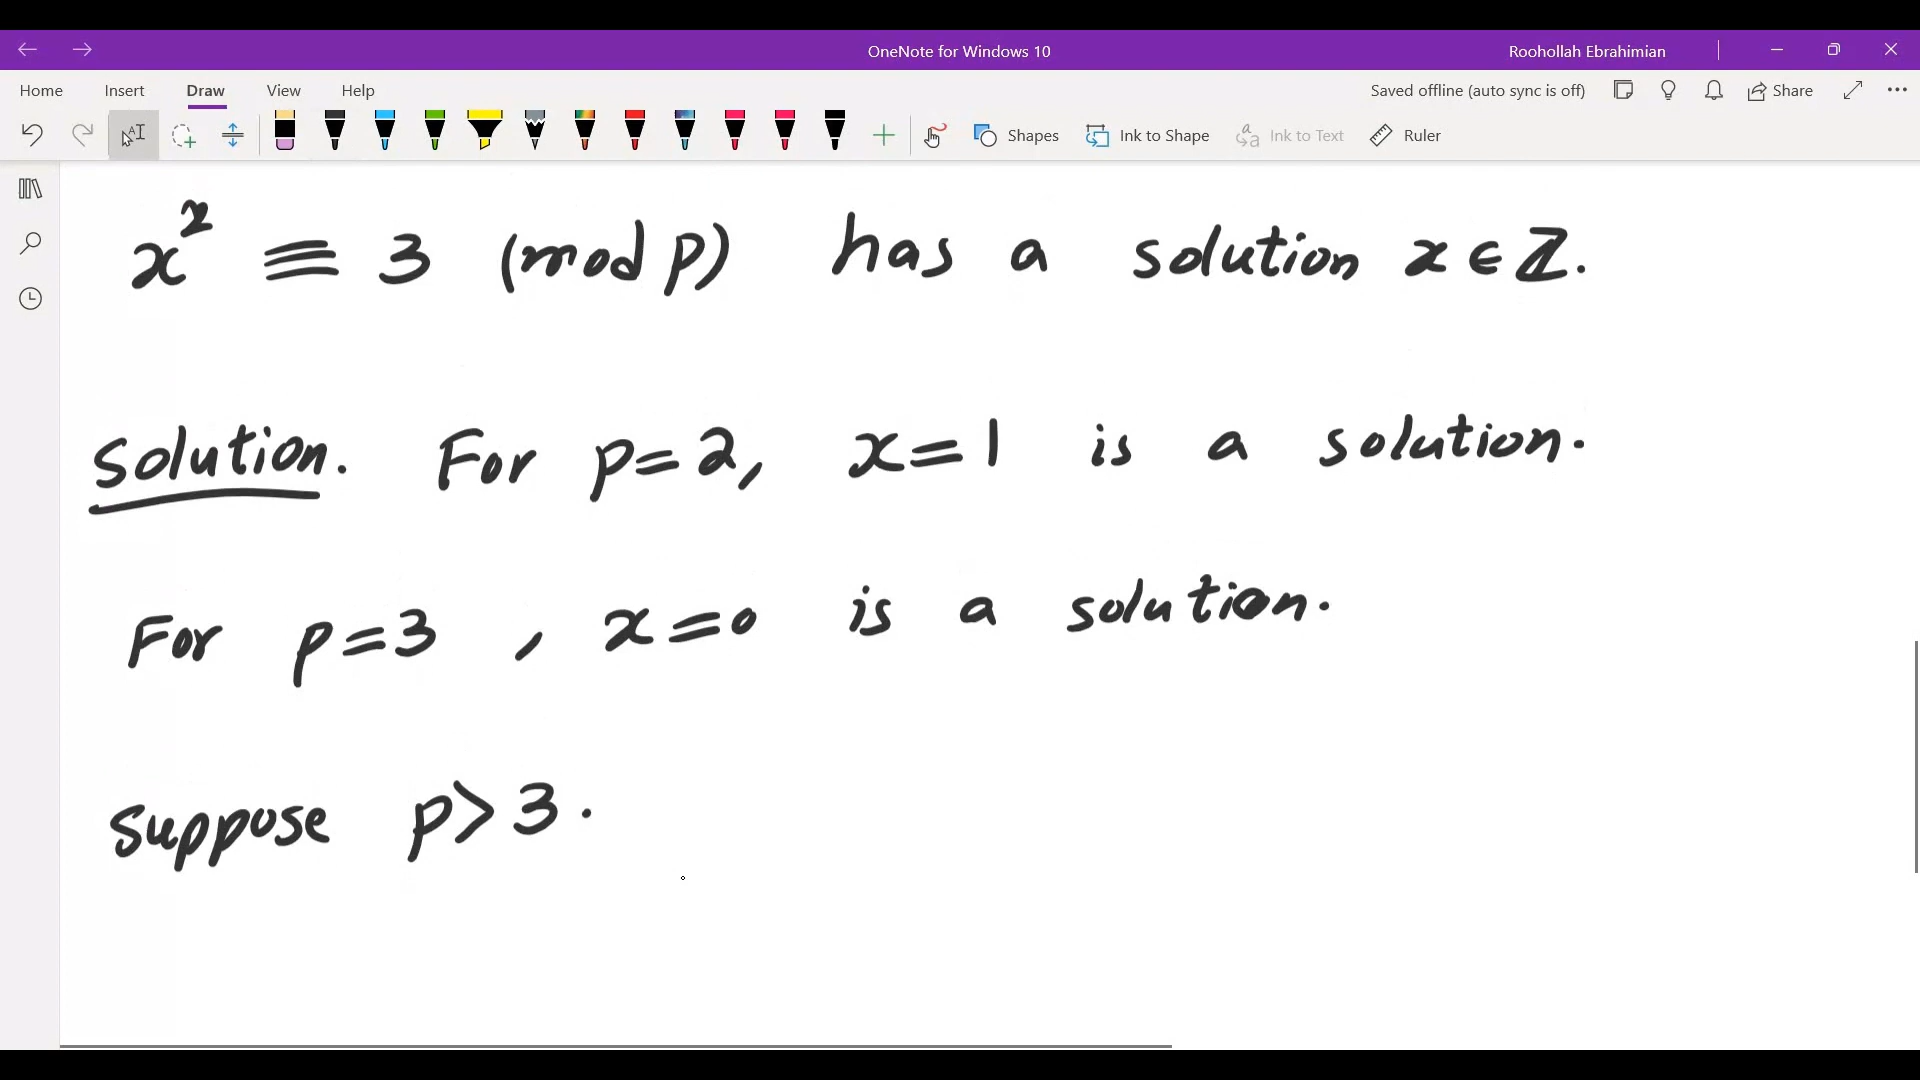 OneNote for Windows 10
Roohollah Ebrahimian
Home Insert Draw View Help
Saved offline (auto sync is off) Share
Shapes Ink to Shape Ink to Text Ruler
x² ≡ 3 (mod p) has a solution x ∈ ℤ.
Solution. For p=2, x=1 is a solution.
For p=3, x=0 is a solution.
Suppose p>3.